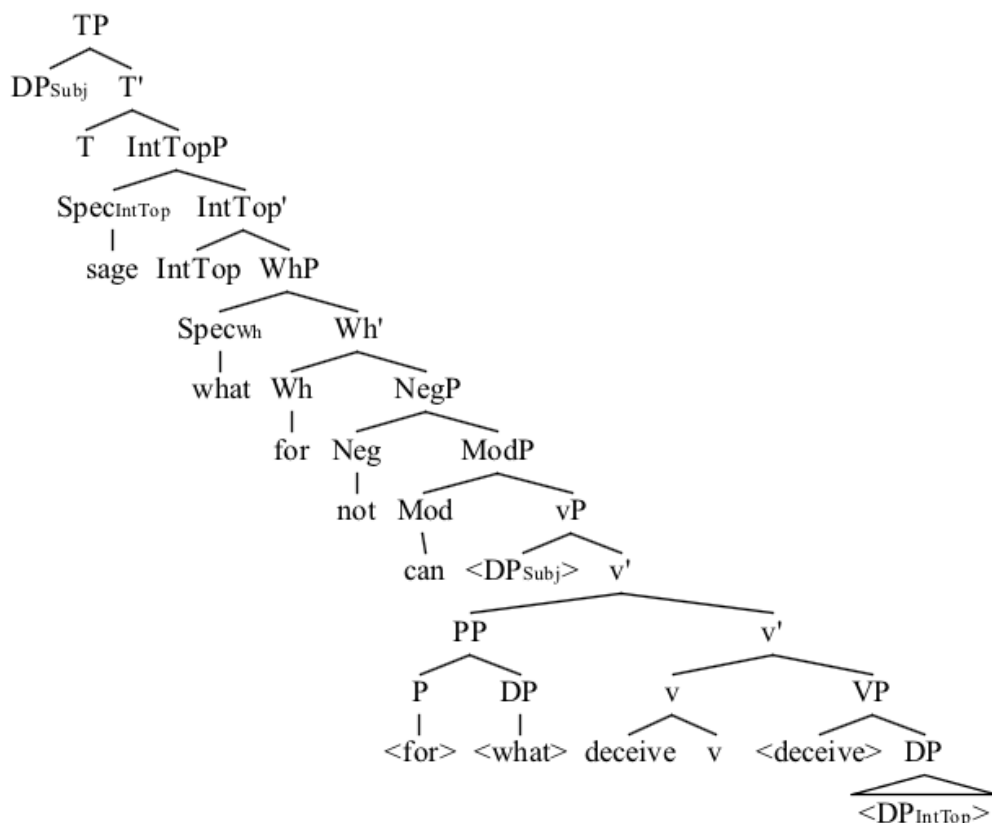 TP
DPSubj T'
T IntTopP
SpecIntTop IntTop'
sage IntTop WhP
SpecWh Wh'
what Wh NegP
for Neg ModP
not Mod vP
can <DPSubj> v'
PP v'
P DP v VP
<for> <what> deceive v <deceive> DP
<DPIntTop>